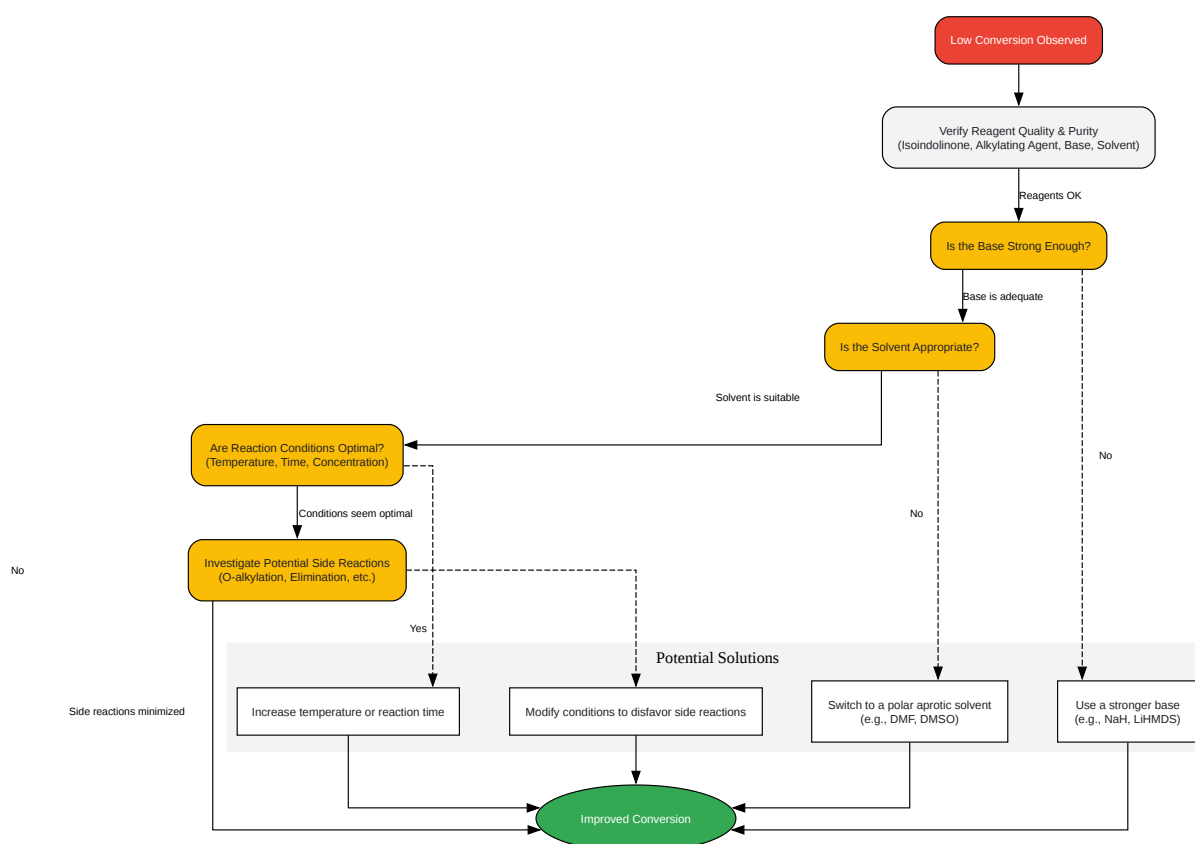 Low Conversion Observed
Verify Reagent Quality & Purity
(Isoindolinone, Alkylating Agent, Base, Solvent)
Reagents OK
Is the Base Strong Enough?
Base is adequate
Is the Solvent Appropriate?
Solvent is suitable
Are Reaction Conditions Optimal?
(Temperature, Time, Concentration)
No
Conditions seem optimal
No
Investigate Potential Side Reactions
(O-alkylation, Elimination, etc.)
No
Yes
Potential Solutions
Side reactions minimized
Increase temperature or reaction time
Modify conditions to disfavor side reactions
Switch to a polar aprotic solvent
(e.g., DMF, DMSO)
Use a stronger base
(e.g., NaH, LiHMDS)
Improved Conversion